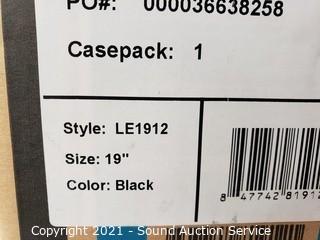 PO#: 000036638258
Casepack: 1
Style: LE1912
Size: 19"
Color: Black
8 47742 81912
Copyright 2021 - Sound Auction Service